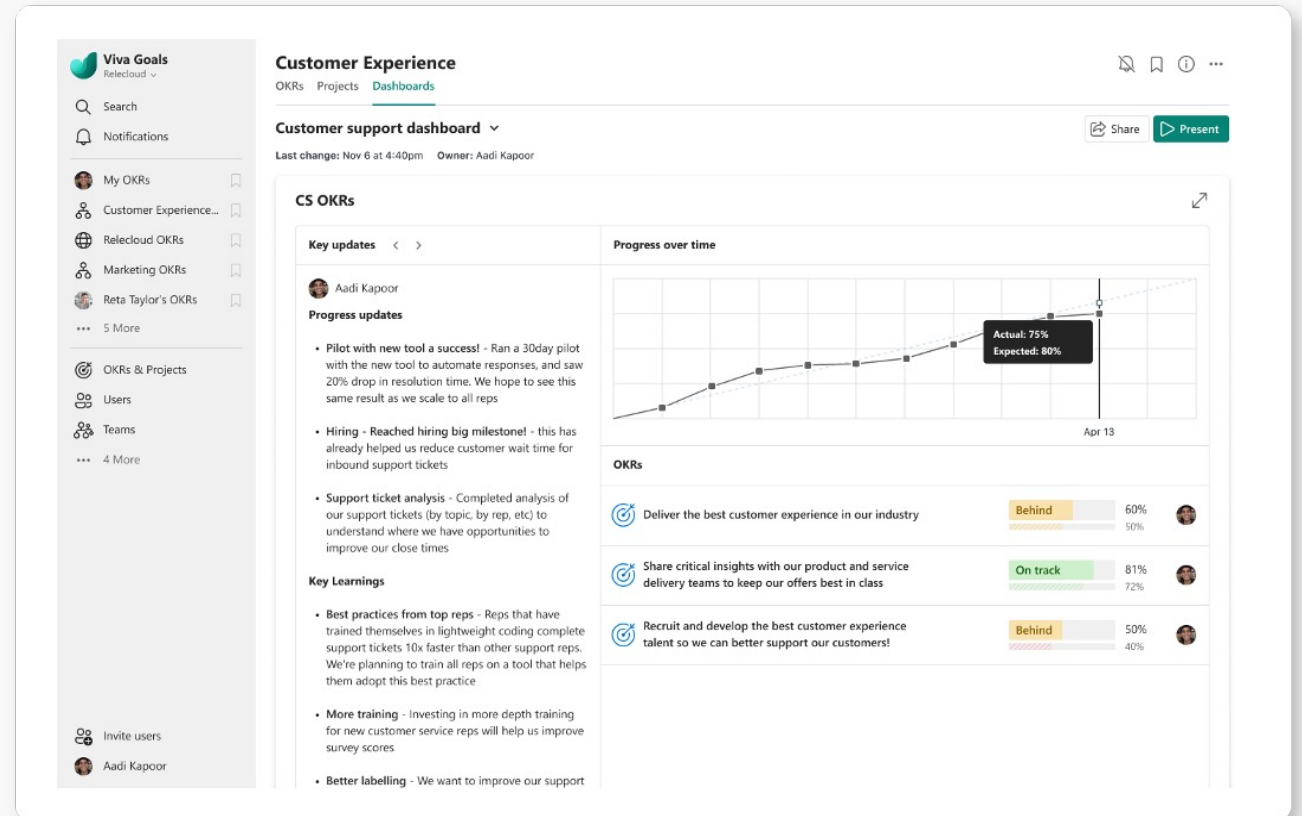 Viva Goals
Relecloud
Search
Notifications
My OKRs
Customer Experience...
Relecloud OKRs
Marketing OKRs
Reta Taylor's OKRs
5 More
OKRs & Projects
Users
Teams
4 More
Invite users
Aadi Kapoor
Customer Experience
OKRs Projects Dashboards
Customer support dashboard
Share Present
Last change: Nov 6 at 4:40pm Owner: Aadi Kapoor
CS OKRs
Key updates
Aadi Kapoor
Progress updates
• Pilot with new tool a success! - Ran a 30day pilot
with the new tool to automate responses, and saw
20% drop in resolution time. We hope to see this
same result as we scale to all reps
• Hiring - Reached hiring big milestone! - this has
already helped us reduce customer wait time for
inbound support tickets
• Support ticket analysis - Completed analysis of
our support tickets (by topic, by rep, etc) to
understand where we have opportunities to
improve our close times
Key Learnings
• Best practices from top reps - Reps that have
trained themselves in lightweight coding complete
support tickets 10x faster than other support reps.
We're planning to train all reps on a tool that helps
them adopt this best practice
• More training - Investing in more depth training
for new customer service reps will help us improve
survey scores
• Better labelling - We want to improve our support
Progress over time
Actual: 75%
Expected: 80%
Apr 13
OKRs
Deliver the best customer experience in our industry
Behind 60%
50%
Share critical insights with our product and service
delivery teams to keep our offers best in class
On track 81%
72%
Recruit and develop the best customer experience
talent so we can better support our customers!
Behind 50%
40%